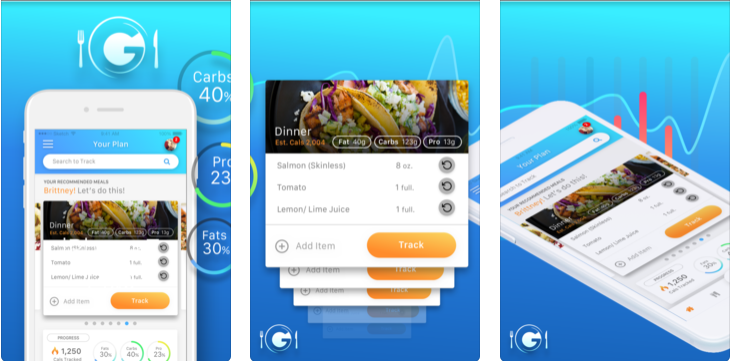 G
Carbs
40%
Pro
23
Fats
30%
Your Plan
Search to Track
YOUR RECOMMENDED MEALS
Brittney! Let's do this!
Dinner
Fat 40g Carbs 123g Pro 13g
Tomato 1 full.
Lemon/ Lime Juice 1 full.
Add Item Track
PROGRESS
1,250
Cals Tracked
Fats 30%
Carbs 40%
Pro 23%
Dinner
Est. Cals 2,004 Fat 40g Carbs 123g Pro 13g
Salmon (Skinless) 8 oz.
Tomato 1 full.
Lemon/ Lime Juice 1 full.
Add Item Track
Add Item Track
Track
G
Your Plan
Search to Track
YOUR RECOMMENDED MEALS
Brittney! Let's do this!
Dinner
Salmon (Skinless) 8 oz.
Tomato 1 full.
Lemon/ Lime Juice 1 full.
Add Item Track
PROGRESS
1,250
Cals Tracked
G